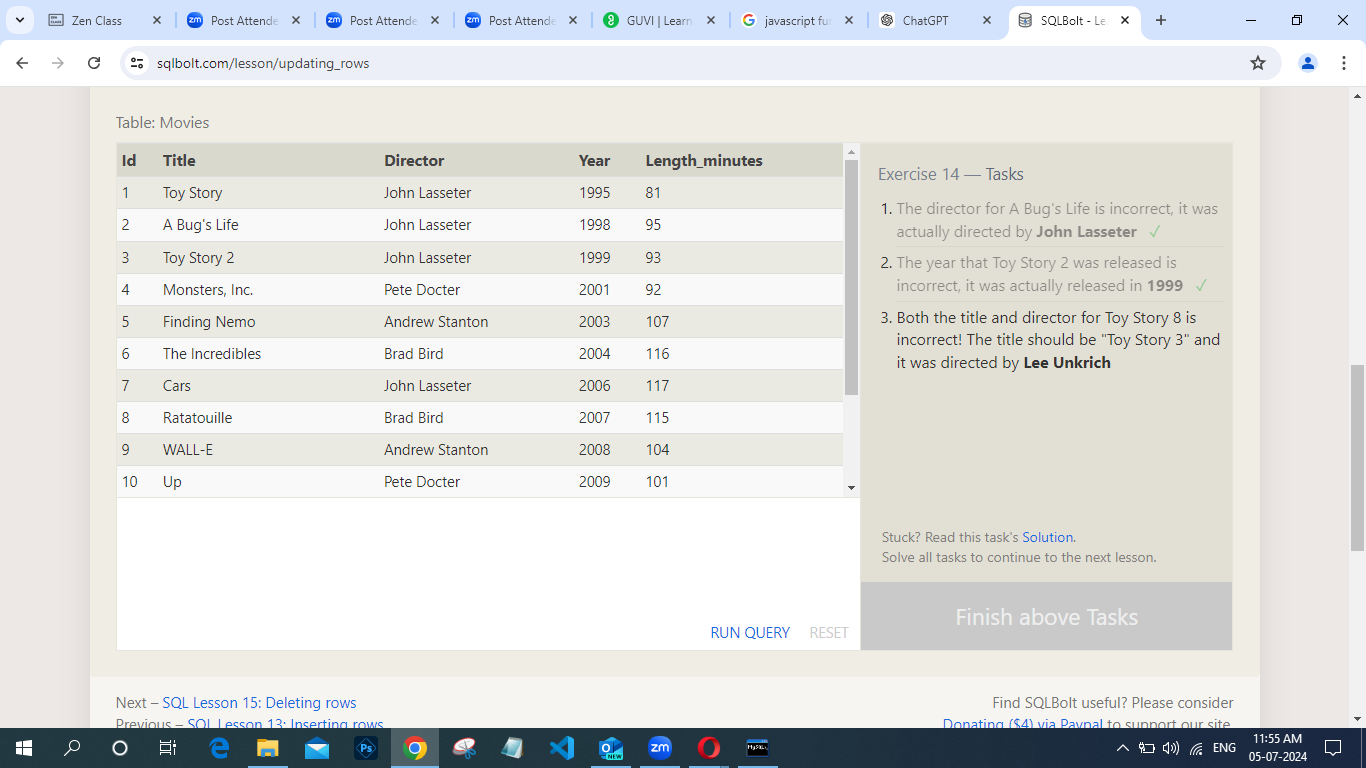 Zen Class
Post Attende
Post Attende
Post Attende
GUVI | Learn
javascript fun
ChatGPT
SQLBolt - Le
sqlbolt.com/lesson/updating_rows
Table: Movies
Id Title Director Year Length_minutes
1 Toy Story John Lasseter 1995 81
2 A Bug's Life John Lasseter 1998 95
3 Toy Story 2 John Lasseter 1999 93
4 Monsters, Inc. Pete Docter 2001 92
5 Finding Nemo Andrew Stanton 2003 107
6 The Incredibles Brad Bird 2004 116
7 Cars John Lasseter 2006 117
8 Ratatouille Brad Bird 2007 115
9 WALL-E Andrew Stanton 2008 104
10 Up Pete Docter 2009 101
RUN QUERY RESET
Exercise 14 — Tasks
1. The director for A Bug's Life is incorrect, it was
actually directed by John Lasseter ✓
2. The year that Toy Story 2 was released is
incorrect, it was actually released in 1999 ✓
3. Both the title and director for Toy Story 8 is
incorrect! The title should be "Toy Story 3" and
it was directed by Lee Unkrich
Stuck? Read this task's Solution.
Solve all tasks to continue to the next lesson.
Finish above Tasks
Next – SQL Lesson 15: Deleting rows
Previous – SQL Lesson 13: Inserting rows
Find SQLBolt useful? Please consider
Donating ($4) via Paypal to support our site.
ENG
11:55 AM
05-07-2024